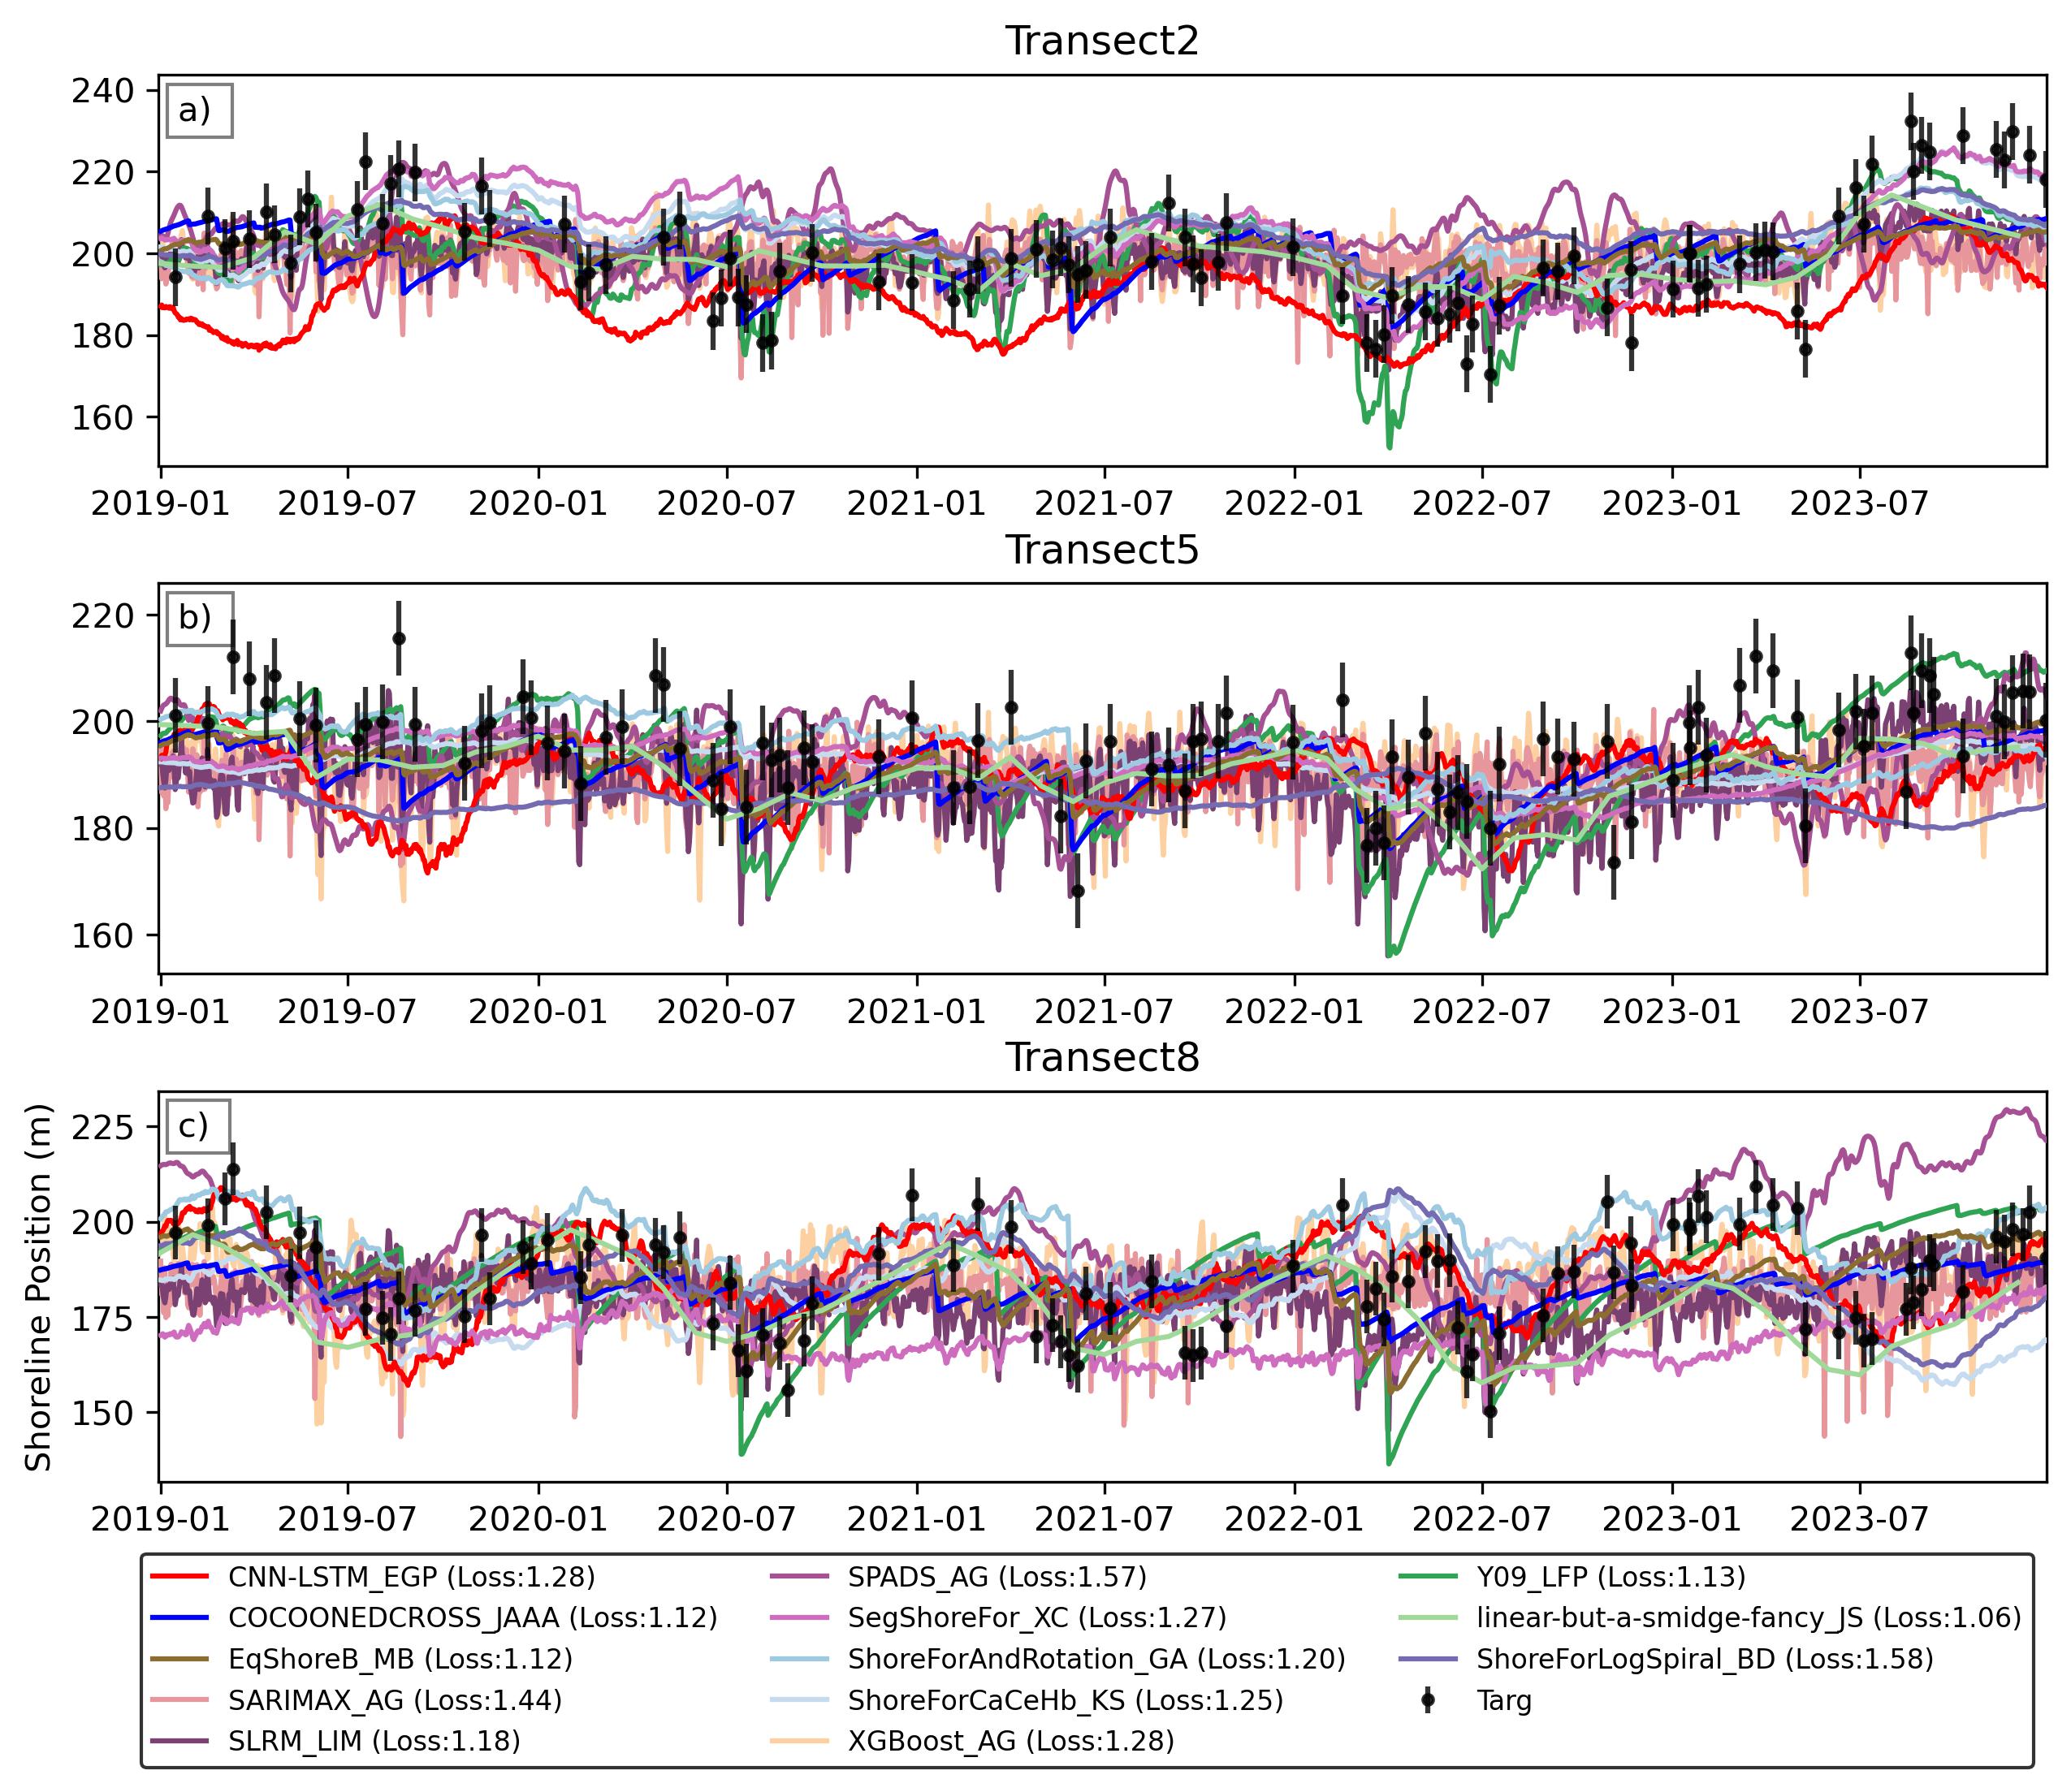 Transect2
a)
240
220
200
180
160
2019-01 2019-07 2020-01 2020-07 2021-01 2021-07 2022-01 2022-07 2023-01 2023-07
Transect5
b)
220
200
180
160
2019-01 2019-07 2020-01 2020-07 2021-01 2021-07 2022-01 2022-07 2023-01 2023-07
Transect8
c)
Shoreline Position (m)
225
200
175
150
2019-01 2019-07 2020-01 2020-07 2021-01 2021-07 2022-01 2022-07 2023-01 2023-07
CNN-LSTM_EGP (Loss:1.28)
COCOONEDCROSS_JAAA (Loss:1.12)
EqShoreB_MB (Loss:1.12)
SARIMAX_AG (Loss:1.44)
SLRM_LIM (Loss:1.18)
SPADS_AG (Loss:1.57)
SegShoreFor_XC (Loss:1.27)
ShoreForAndRotation_GA (Loss:1.20)
ShoreForCaCeHb_KS (Loss:1.25)
XGBoost_AG (Loss:1.28)
Y09_LFP (Loss:1.13)
linear-but-a-smidge-fancy_JS (Loss:1.06)
ShoreForLogSpiral_BD (Loss:1.58)
Targ